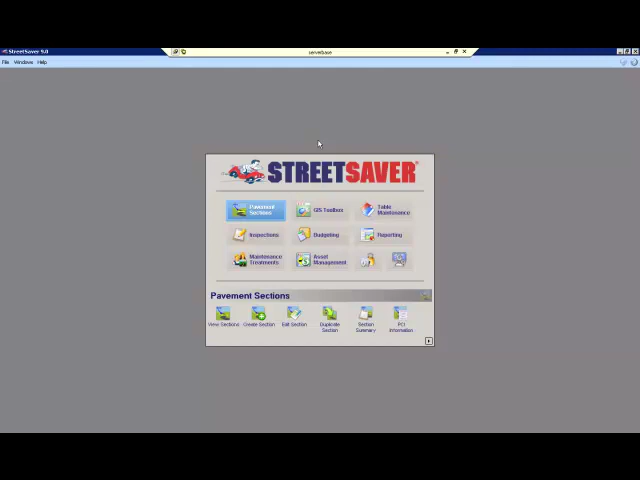 StreetSaver 9.0
serverbase
File Windows Help
STREETSAVER®
Pavement Sections
GIS Toolbox
Table Maintenance
Inspections
Budgeting
Reporting
Maintenance Treatments
Asset Management
Pavement Sections
View Sections
Create Section
Edit Section
Duplicate Section
Section Summary
PCI Information